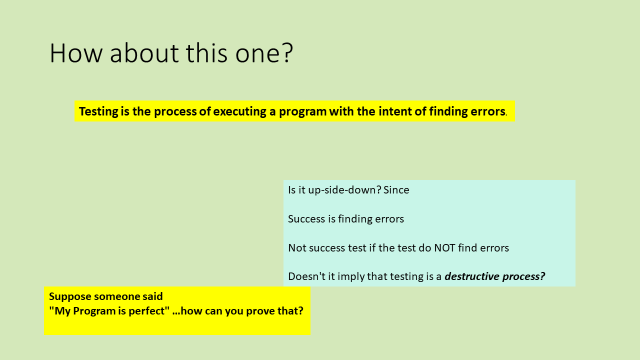 How about this one?
Testing is the process of executing a program with the intent of finding errors.
Is it up-side-down? Since
Success is finding errors
Not success test if the test do NOT find errors
Doesn't it imply that testing is a destructive process?
Suppose someone said
"My Program is perfect" ...how can you prove that?